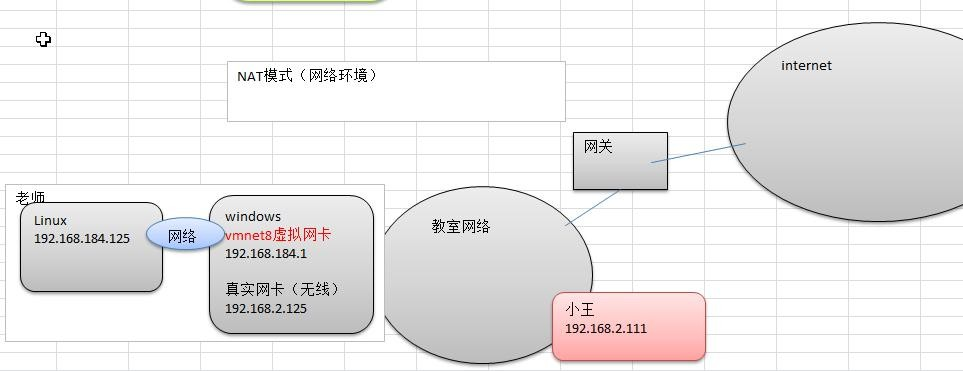 NAT模式（网络环境）
internet
网关
老师
Linux
192.168.184.125
网络
windows
vmnet8虚拟网卡
192.168.184.1
真实网卡（无线）
192.168.2.125
教室网络
小王
192.168.2.111